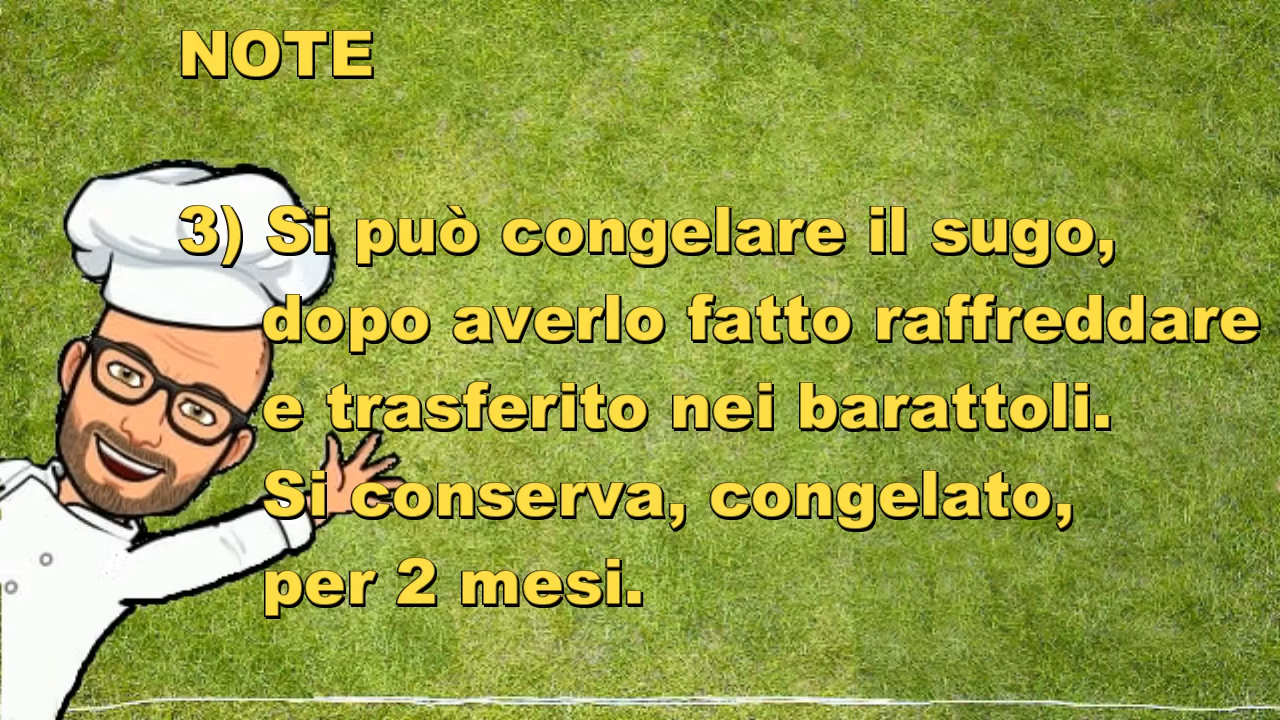 NOTE
3) Si può congelare il sugo,
dopo averlo fatto raffreddare
e trasferito nei barattoli.
Si conserva, congelato,
per 2 mesi.